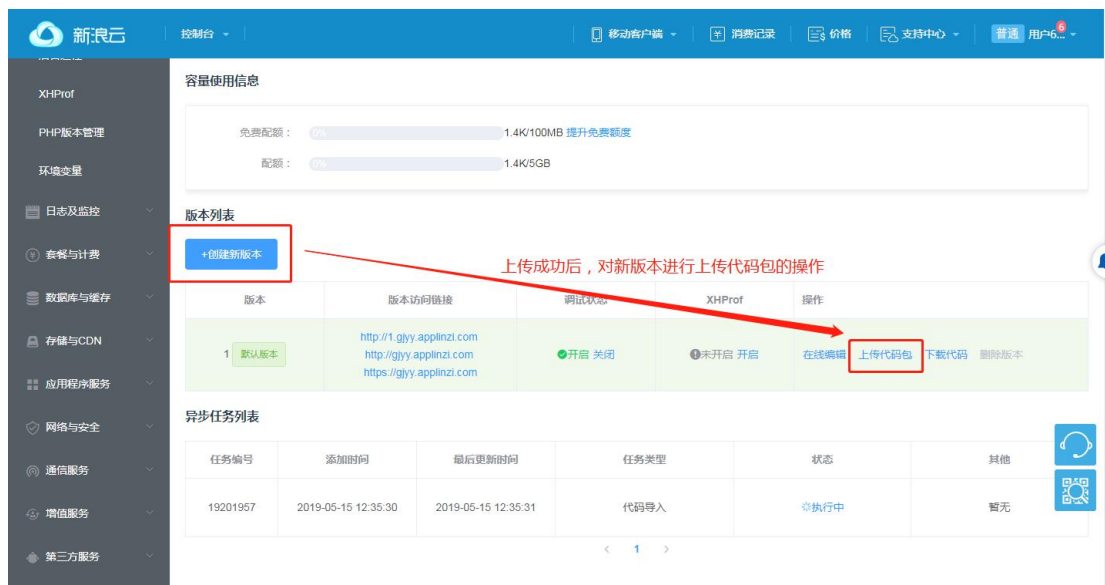 新浪云 控制台 移动客户端 消费记录 价格 支持中心 普通 用户6... 6
XHProf
PHP版本管理
环境变量
日志及监控
套餐与计费
数据库与缓存
存储与CDN
应用程序服务
网络与安全
通信服务
增值服务
第三方服务
容量使用信息
免费配额： 0% 1.4K/100MB 提升免费额度
配额： 0% 1.4K/5GB
版本列表
+创建新版本
上传成功后，对新版本进行上传代码包的操作
版本 版本访问链接 调试状态 XHProf 操作
1 默认版本 http://1.gjyy.applinzi.com
http://gjyy.applinzi.com
https://gjyy.applinzi.com
开启 关闭 未开启 开启 在线编辑 上传代码包 下载代码 删除版本
异步任务列表
任务编号 添加时间 最后更新时间 任务类型 状态 其他
19201957 2019-05-15 12:35:30 2019-05-15 12:35:31 代码导入 执行中 暂无
< 1 >